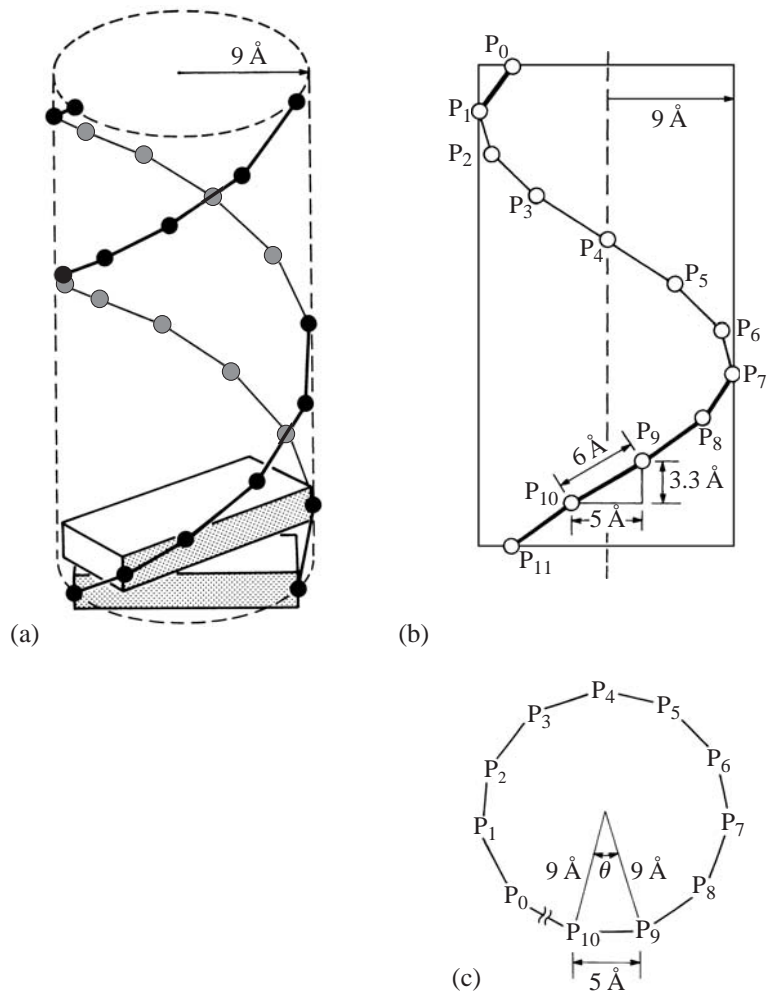 9 Å
(a)
P₀
P₁
9 Å
P₂
P₃
P₄
P₅
P₆
P₇
P₈
P₉
6 Å
P₁₀
3.3 Å
5 Å
P₁₁
(b)
P₄
P₃
P₅
P₂
P₆
P₁
P₇
9 Å
θ
9 Å
P₀
P₈
P₁₀
P₉
5 Å
(c)